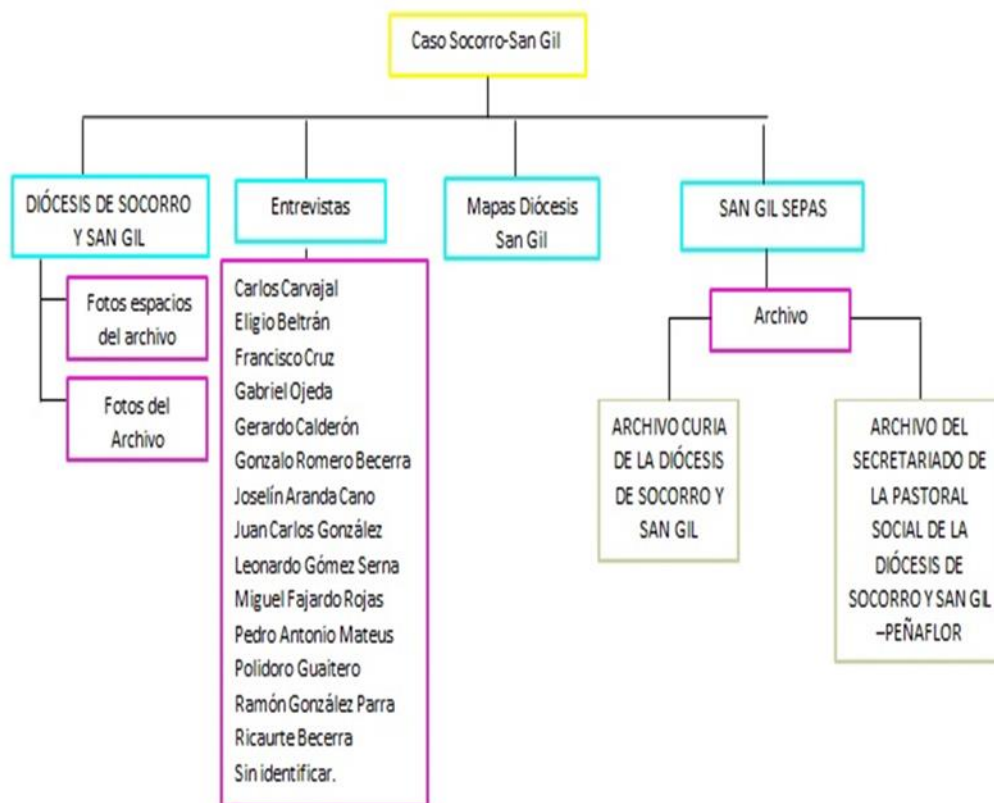 Caso Socorro-San Gil
DIÓCESIS DE SOCORRO
Y SAN GIL
Fotos espacios
del archivo
Fotos del
Archivo
Entrevistas
Carlos Carvajal
Eligio Beltrán
Francisco Cruz
Gabriel Ojeda
Gerardo Calderón
Gonzalo Romero Becerra
Joselín Aranda Cano
Juan Carlos González
Leonardo Gómez Serna
Miguel Fajardo Rojas
Pedro Antonio Mateus
Polidoro Guaitero
Ramón González Parra
Ricaurte Becerra
Sin identificar.
Mapas Diócesis
San Gil
SAN GIL SEPAS
Archivo
ARCHIVO CURIA
DE LA DIÓCESIS
DE SOCORRO Y
SAN GIL
ARCHIVO DEL
SECRETARIADO DE
LA PASTORAL
SOCIAL DE LA
DIÓCESIS DE
SOCORRO Y SAN GIL
–PEÑAFLOR